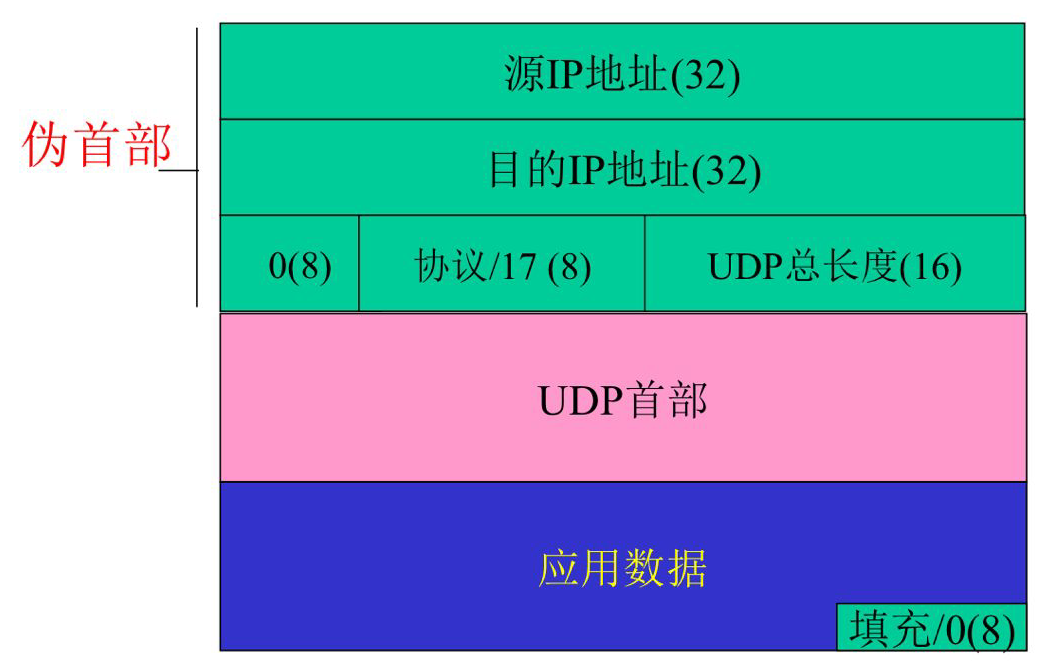 源IP地址(32)
伪首部
目的IP地址(32)
0(8)
协议/17 (8)
UDP总长度(16)
UDP首部
应用数据
填充/0(8)